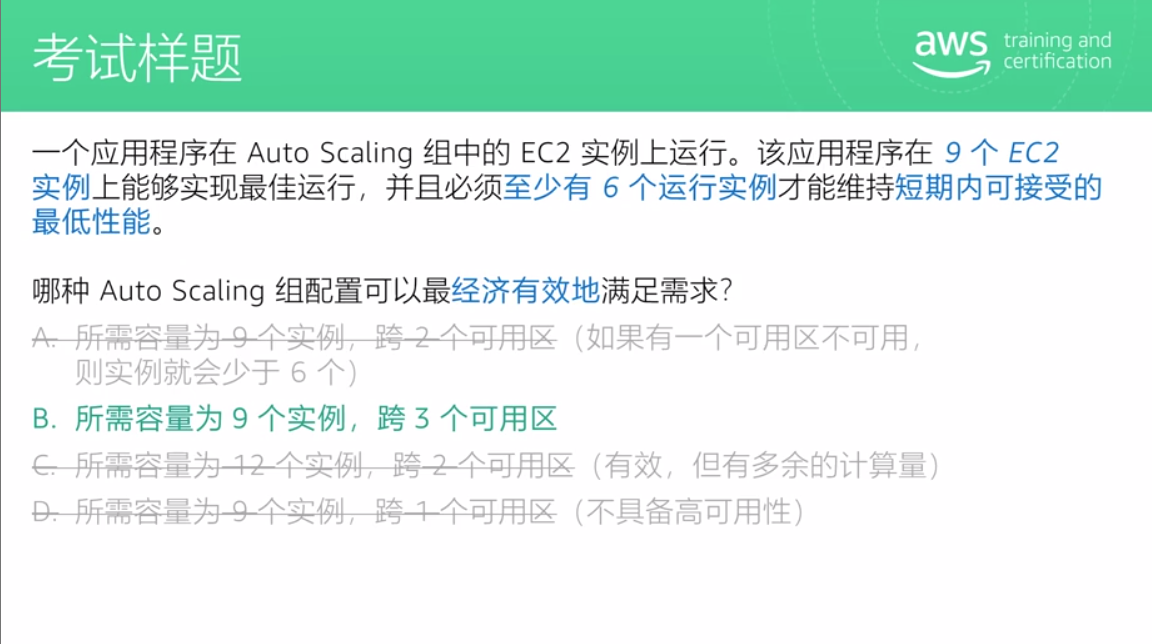 考试样题
aws training and certification
一个应用程序在 Auto Scaling 组中的 EC2 实例上运行。该应用程序在 9 个 EC2
实例上能够实现最佳运行，并且必须至少有 6 个运行实例才能维持短期内可接受的
最低性能。
哪种 Auto Scaling 组配置可以最经济有效地满足需求？
A. 所需容量为 9 个实例，跨 2 个可用区（如果有一个可用区不可用，
则实例就会少于 6 个）
B. 所需容量为 9 个实例，跨 3 个可用区
C. 所需容量为 12 个实例，跨 2 个可用区（有效，但有多余的计算量）
D. 所需容量为 9 个实例，跨 1 个可用区（不具备高可用性）